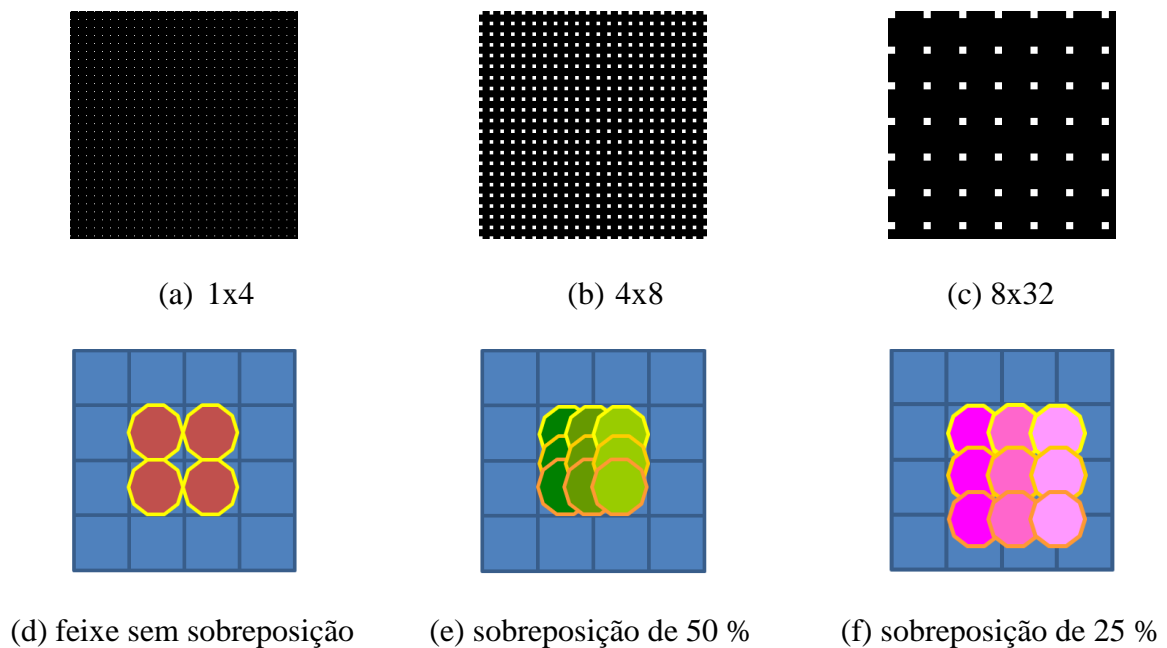 (a) 1x4
(b) 4x8
(c) 8x32
(d) feixe sem sobreposição
(e) sobreposição de 50 %
(f) sobreposição de 25 %